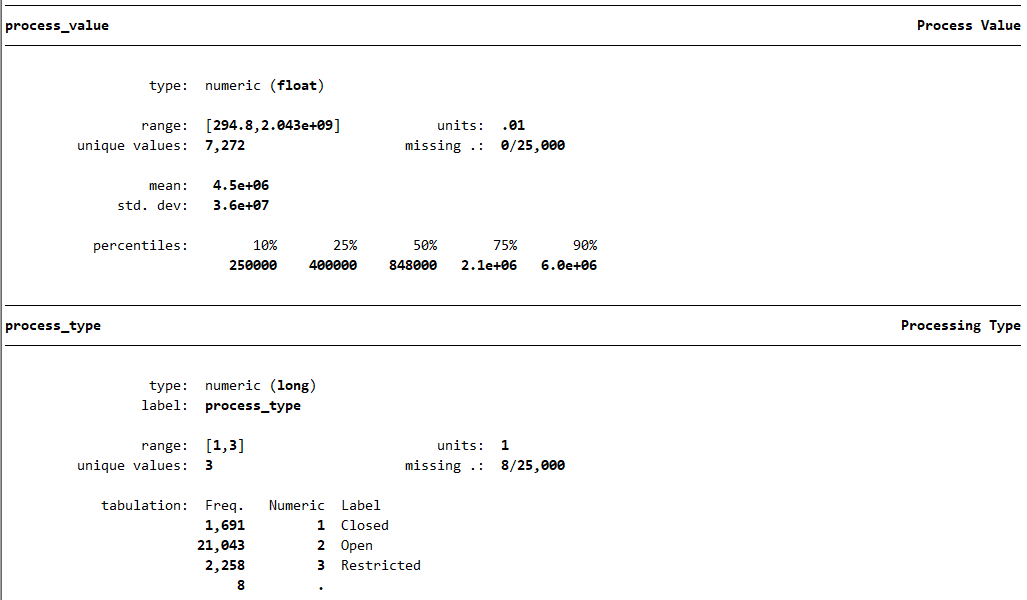 process_value Process Value
type: numeric (float)
range: [294.8,2.043e+09] units: .01
unique values: 7,272 missing .: 0/25,000
mean: 4.5e+06
std. dev: 3.6e+07
percentiles: 10% 25% 50% 75% 90%
250000 400000 848000 2.1e+06 6.0e+06
process_type Processing Type
type: numeric (long)
label: process_type
range: [1,3] units: 1
unique values: 3 missing .: 8/25,000
tabulation: Freq. Numeric Label
1,691 1 Closed
21,043 2 Open
2,258 3 Restricted
8 .